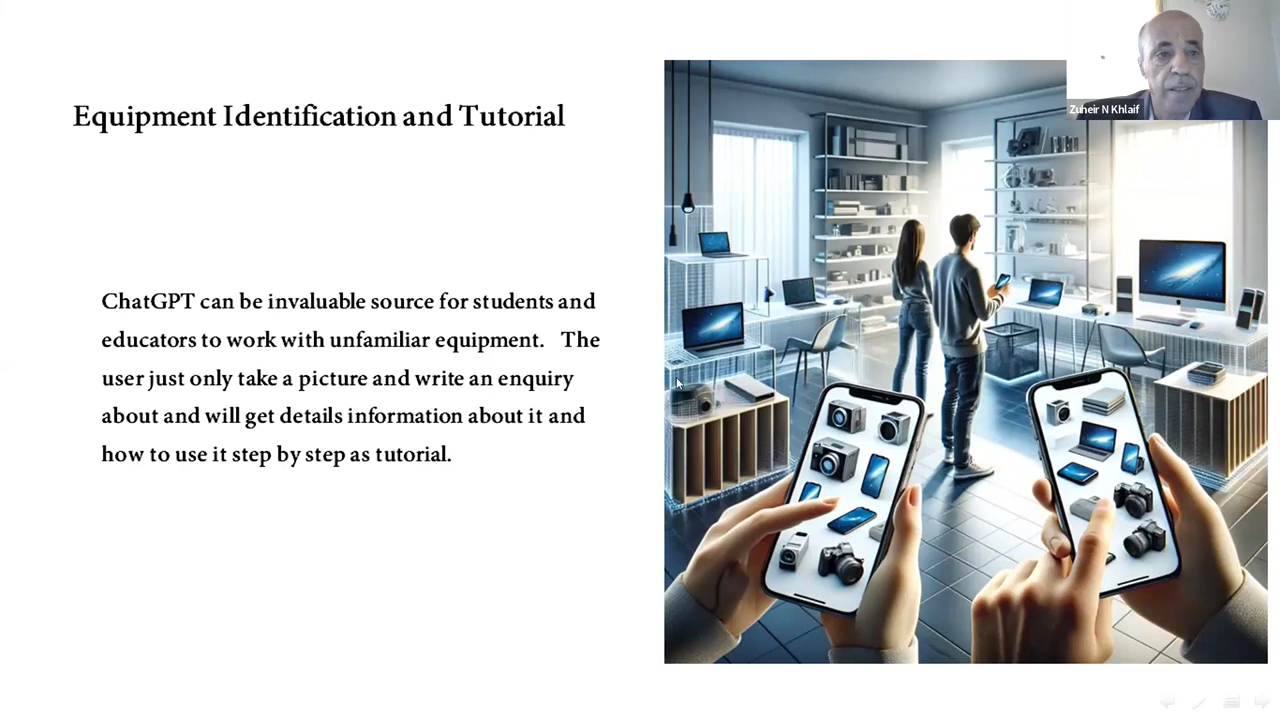 Equipment Identification and Tutorial
ChatGPT can be invaluable source for students and
educators to work with unfamiliar equipment. The
user just only take a picture and write an enquiry
about and will get details information about it and
how to use it step by step as tutorial.
Zuheir N Khlaif